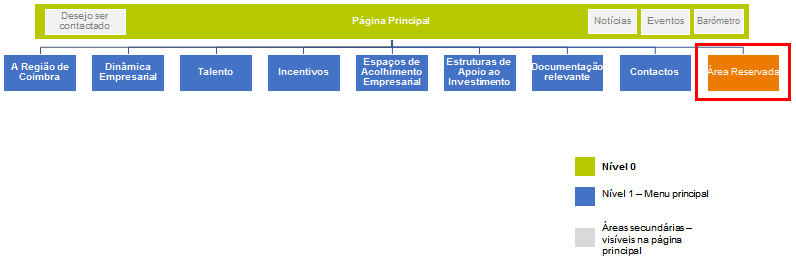 Desejo ser
contactado
Página Principal
Notícias
Eventos
Barómetro
A Região de
Coimbra
Dinâmica
Empresarial
Talento
Incentivos
Espaços de
Acolhimento
Empresarial
Estruturas de
Apoio ao
Investimento
Documentação
relevante
Contactos
Área Reservada
Nível 0
Nível 1 – Menu principal
Áreas secundárias –
visíveis na página
principal